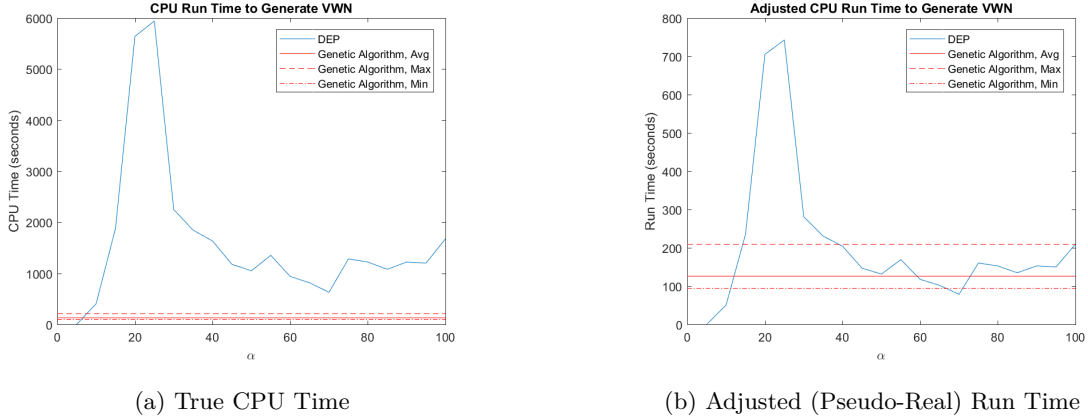 CPU Run Time to Generate VWN
6000
5000
4000
3000
2000
1000
0
CPU Time (seconds)
DEP
Genetic Algorithm, Avg
Genetic Algorithm, Max
Genetic Algorithm, Min
0 20 40 60 80 100
α
(a) True CPU Time
Adjusted CPU Run Time to Generate VWN
800
700
600
500
400
300
200
100
0
Run Time (seconds)
DEP
Genetic Algorithm, Avg
Genetic Algorithm, Max
Genetic Algorithm, Min
0 20 40 60 80 100
α
(b) Adjusted (Pseudo-Real) Run Time